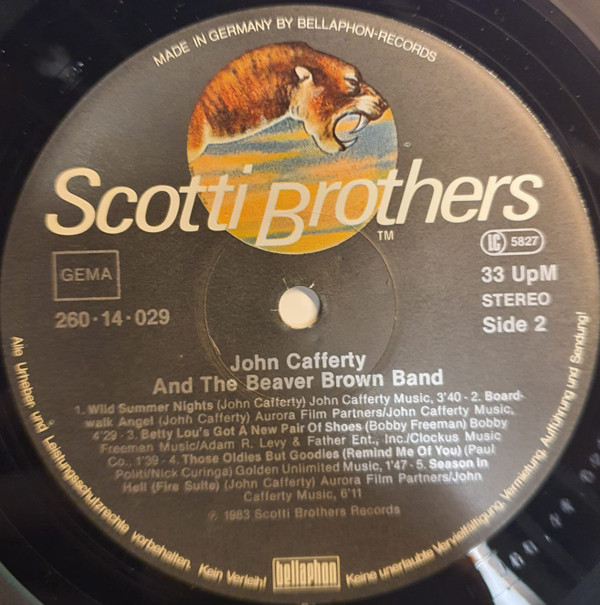 MADE IN GERMANY BY BELLAPHON-RECORDS
Scotti Brothers
TM
LC 5827
GEMA
33 UpM
STEREO
260·14·029
Side 2
John Cafferty
And The Beaver Brown Band
1. Wild Summer Nights (John Cafferty) John Cafferty Music, 3'40 - 2. Board-
walk Angel (John Cafferty) Aurora Film Partners/John Cafferty Music,
4'29 - 3. Betty Lou's Got A New Pair Of Shoes (Bobby Freeman) Bobby
Freeman Music/Adam R. Levy & Father Ent., Inc./Clockus Music
Co., 1'39 - 4. Those Oldies But Goodies (Remind Me Of You) (Paul
Politi/Nick Curinga) Golden Unlimited Music, 1'47 - 5. Season In
Hell (Fire Suite) (John Cafferty) Aurora Film Partners/John
Cafferty Music, 6'11
℗ 1983 Scotti Brothers Records
bellaphon
Alle Urheber und Leistungsschutzrechte vorbehalten. Kein Verleih! Keine unerlaubte Vervielfältigung, Vermietung, Aufführung und Sendung!